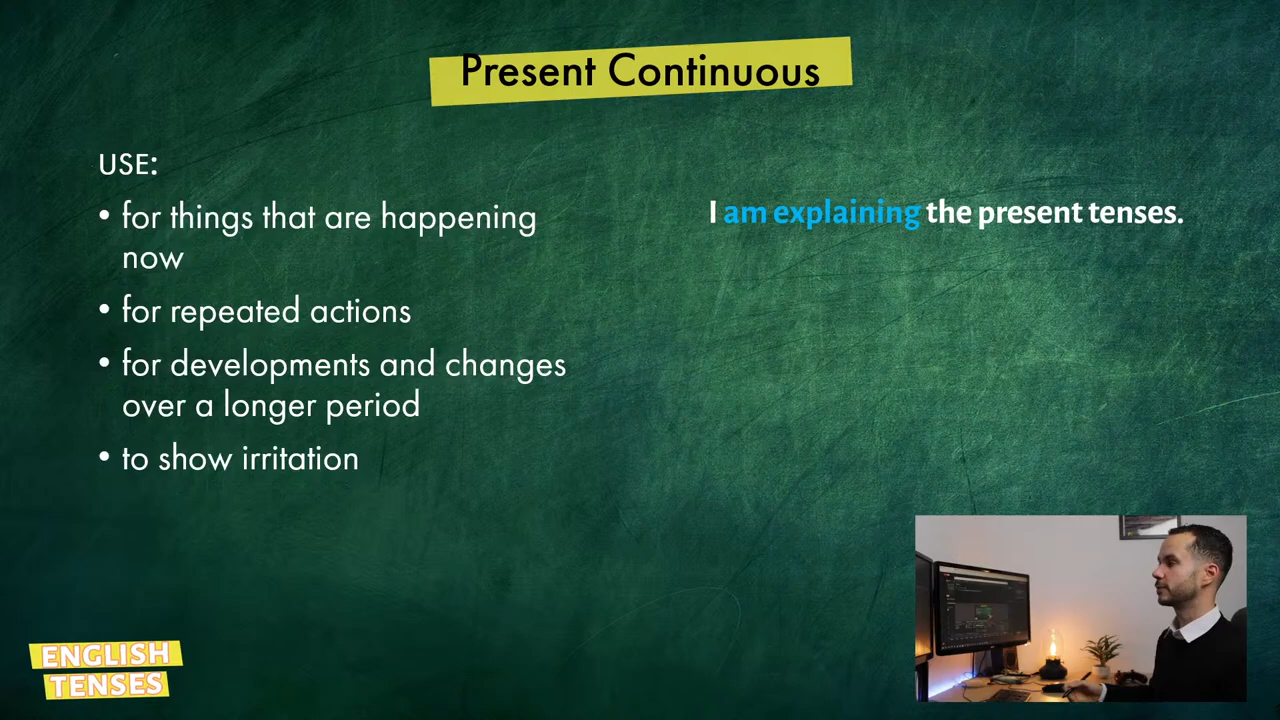 Present Continuous
USE:
• for things that are happening
now
• for repeated actions
• for developments and changes
over a longer period
• to show irritation
I am explaining the present tenses.
ENGLISH
TENSES